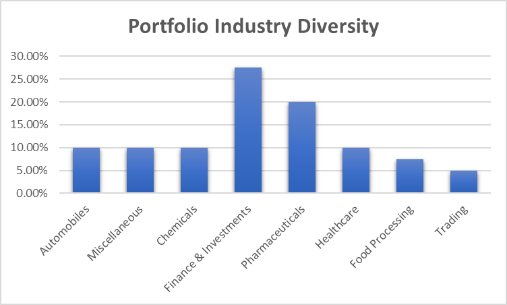 Portfolio Industry Diversity
30.00%
25.00%
20.00%
15.00%
10.00%
5.00%
0.00%
Automobiles
Miscellaneous
Chemicals
Finance & Investments
Pharmaceuticals
Healthcare
Food Processing
Trading